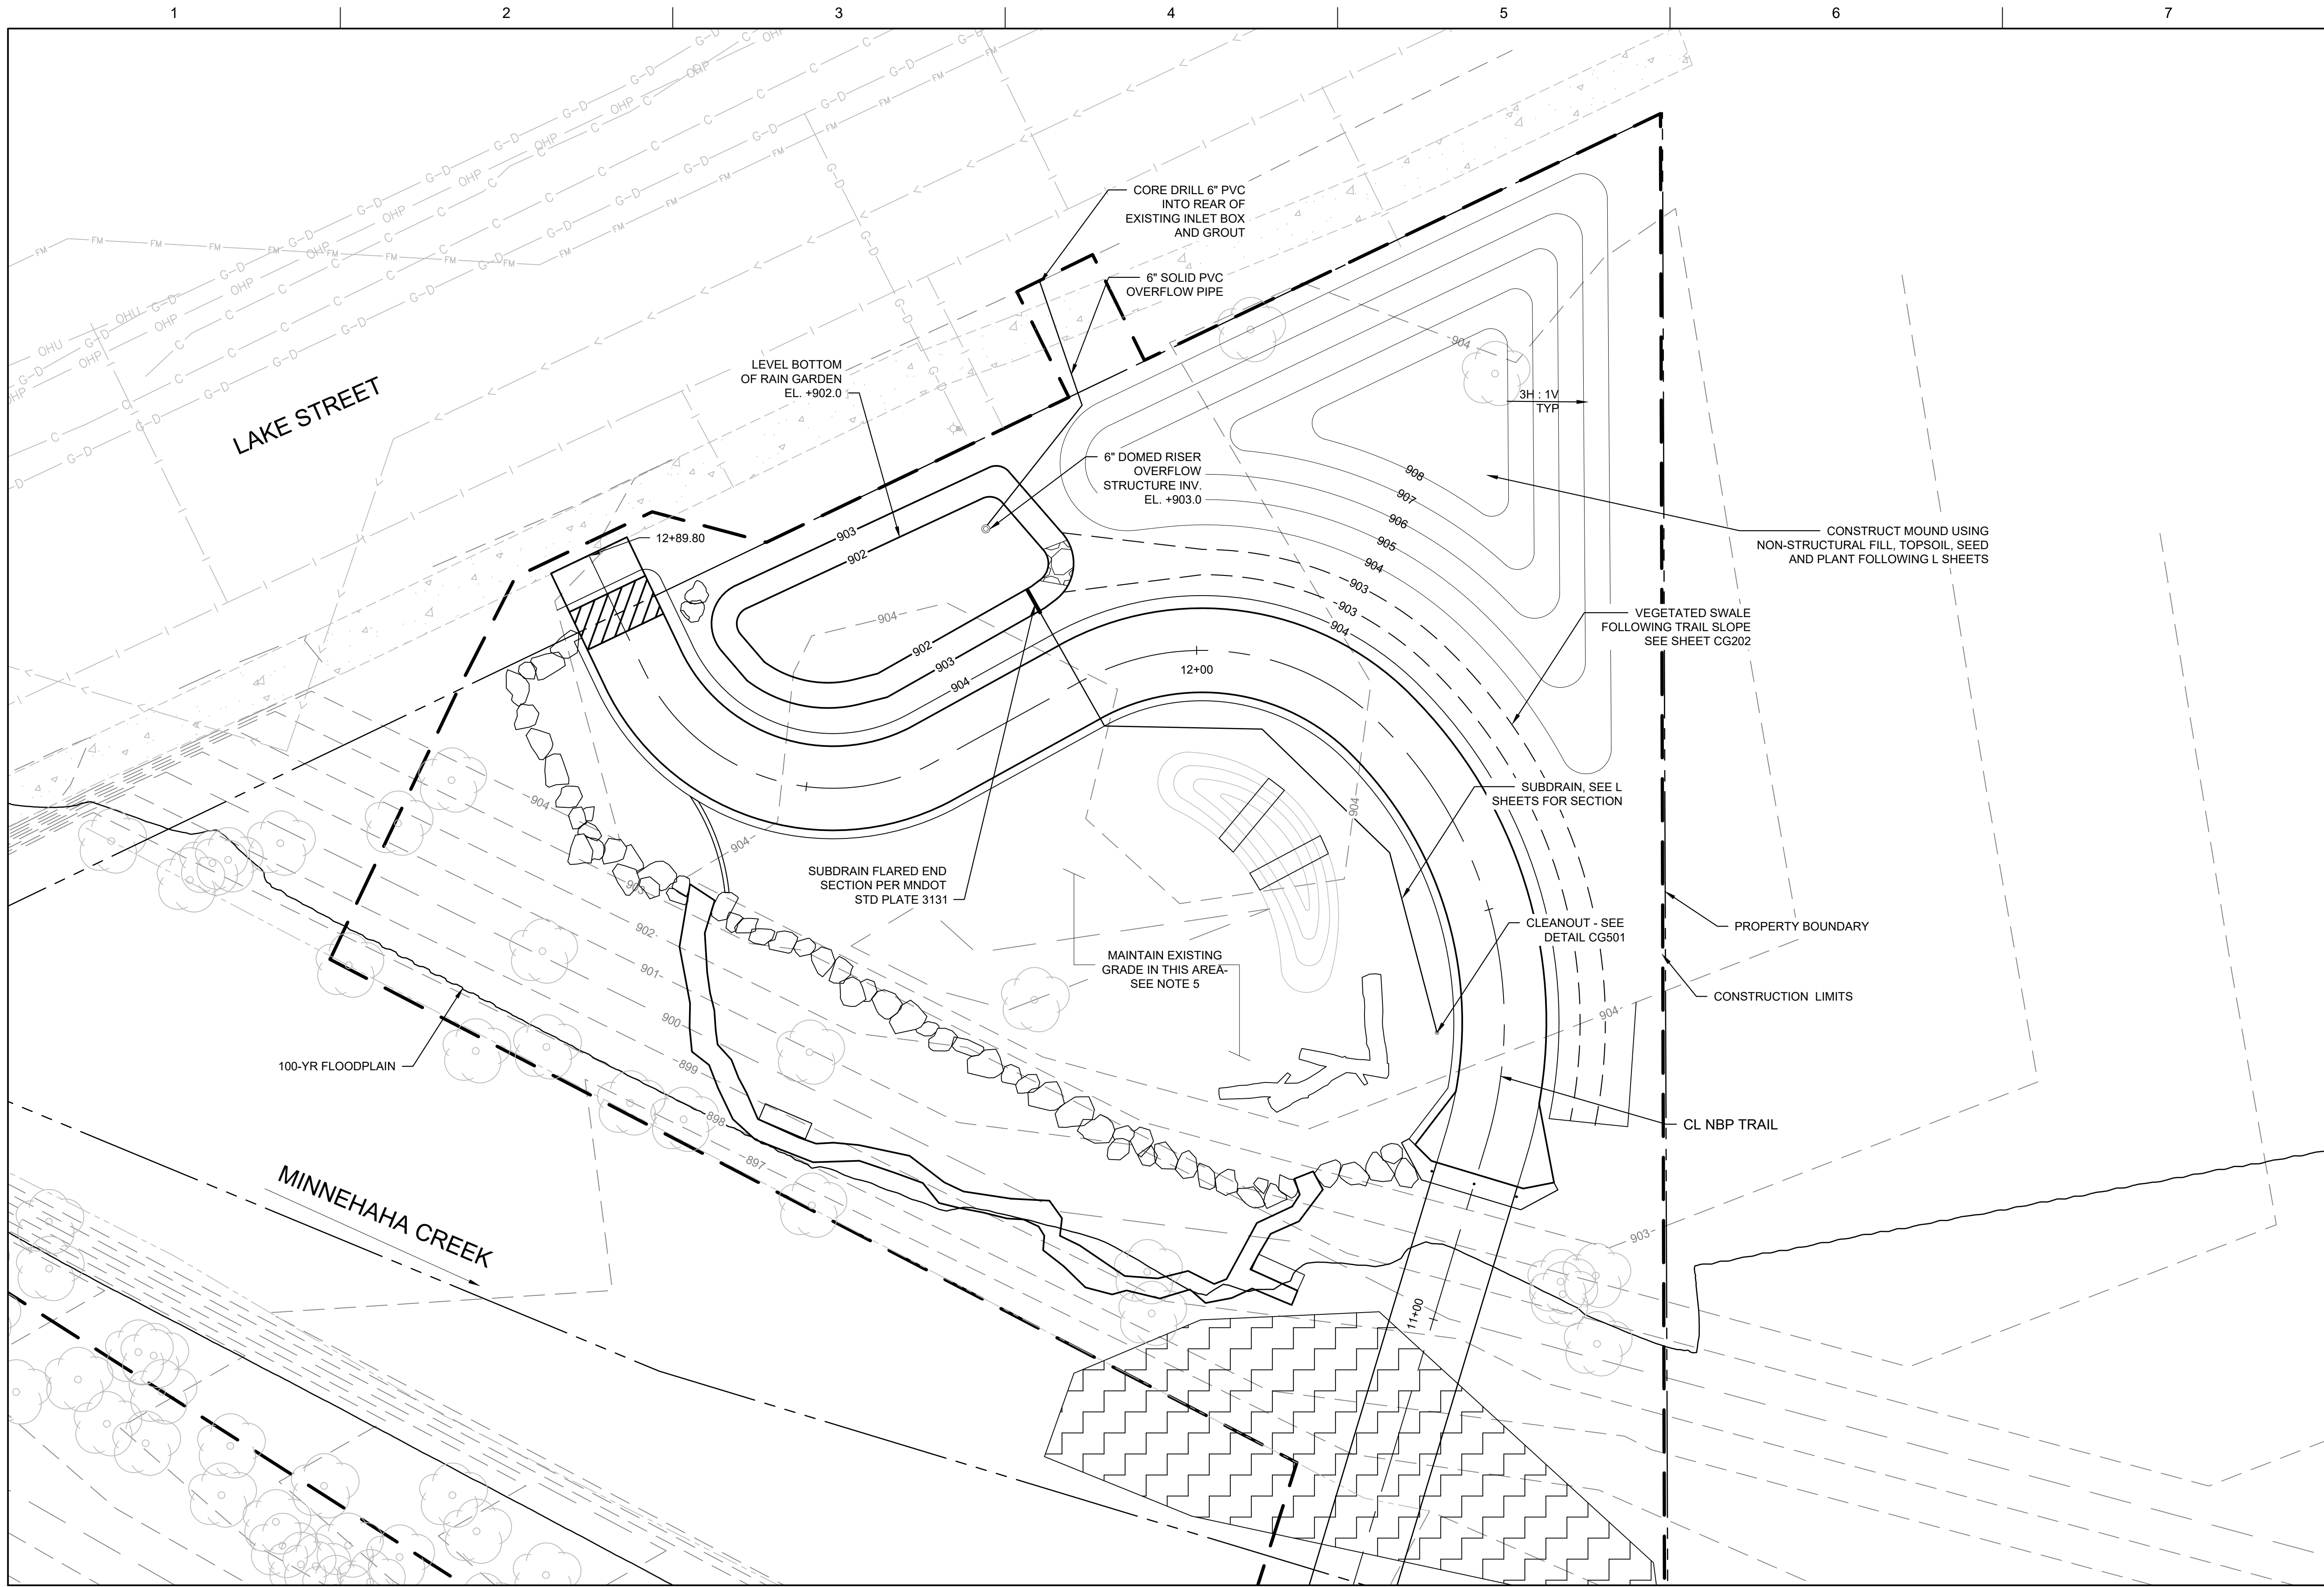 1
2
3
4
5
6
7
G-D
OHP
C
FM
OHU
LAKE STREET
CORE DRILL 6" PVC
INTO REAR OF
EXISTING INLET BOX
AND GROUT
6" SOLID PVC
OVERFLOW PIPE
LEVEL BOTTOM
OF RAIN GARDEN
EL. +902.0
6" DOMED RISER
OVERFLOW
STRUCTURE INV.
EL. +903.0
904
3H : 1V
TYP
908
907
906
905
904
903
903
904
CONSTRUCT MOUND USING
NON-STRUCTURAL FILL, TOPSOIL, SEED
AND PLANT FOLLOWING L SHEETS
12+89.80
903
902
904
902
903
904
12+00
VEGETATED SWALE
FOLLOWING TRAIL SLOPE
SEE SHEET CG202
SUBDRAIN, SEE L
SHEETS FOR SECTION
904
904
904
903
SUBDRAIN FLARED END
SECTION PER MNDOT
STD PLATE 3131
902
901
900
899
898
897
MAINTAIN EXISTING
GRADE IN THIS AREA-
SEE NOTE 5
CLEANOUT - SEE
DETAIL CG501
PROPERTY BOUNDARY
CONSTRUCTION LIMITS
904
100-YR FLOODPLAIN
CL NBP TRAIL
MINNEHAHA CREEK
903
11+00